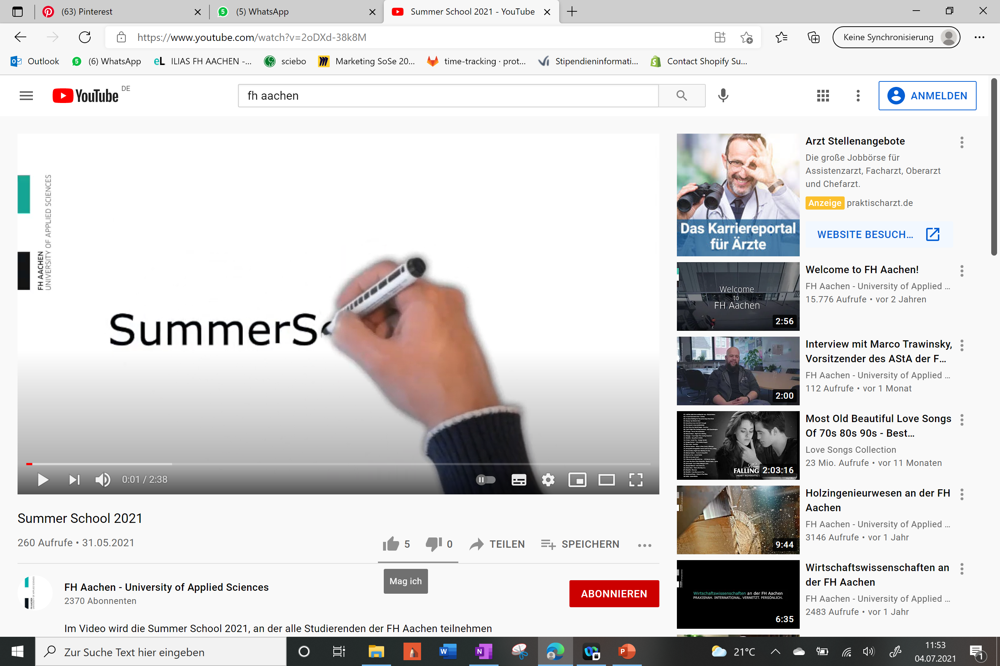 (63) Pinterest
(5) WhatsApp
Summer School 2021 - YouTube
https://www.youtube.com/watch?v=2oDXd-38k8M
Keine Synchronisierung
Outlook
(6) WhatsApp
ILIAS FH AACHEN -...
sciebo
Marketing SoSe 20...
time-tracking · prot...
Stipendieninformati...
Contact Shopify Su...
YouTube DE
fh aachen
ANMELDEN
FH AACHEN
UNIVERSITY OF APPLIED SCIENCES
SummerSc
0:01 / 2:38
Summer School 2021
260 Aufrufe • 31.05.2021
5
0
TEILEN
SPEICHERN
Mag ich
FH Aachen - University of Applied Sciences
2370 Abonnenten
ABONNIEREN
Im Video wird die Summer School 2021, an der alle Studierenden der FH Aachen teilnehmen
Das Karriereportal
für Ärzte
Arzt Stellenangebote
Die große Jobbörse für
Assistenzarzt, Facharzt, Oberarzt
und Chefarzt.
Anzeige praktischarzt.de
WEBSITE BESUCH...
Welcome
to
FH Aachen
2:56
Welcome to FH Aachen!
FH Aachen - University of Applied ...
15.776 Aufrufe • vor 2 Jahren
2:00
Interview mit Marco Trawinsky,
Vorsitzender des AStA der F...
FH Aachen - University of Applied ...
112 Aufrufe • vor 1 Monat
FALLING
2:03:16
Most Old Beautiful Love Songs
Of 70s 80s 90s - Best...
Love Songs Collection
23 Mio. Aufrufe • vor 11 Monaten
9:44
Holzingenieurwesen an der FH
Aachen
FH Aachen - University of Applied ...
3146 Aufrufe • vor 1 Jahr
Wirtschaftswissenschaften an der FH Aachen
PRAXISNAH. INTERNATIONAL. VERNETZT. PERSÖNLICH.
6:35
Wirtschaftswissenschaften an
der FH Aachen
FH Aachen - University of Applied ...
2483 Aufrufe • vor 1 Jahr
Zur Suche Text hier eingeben
21°C
11:53
04.07.2021
1